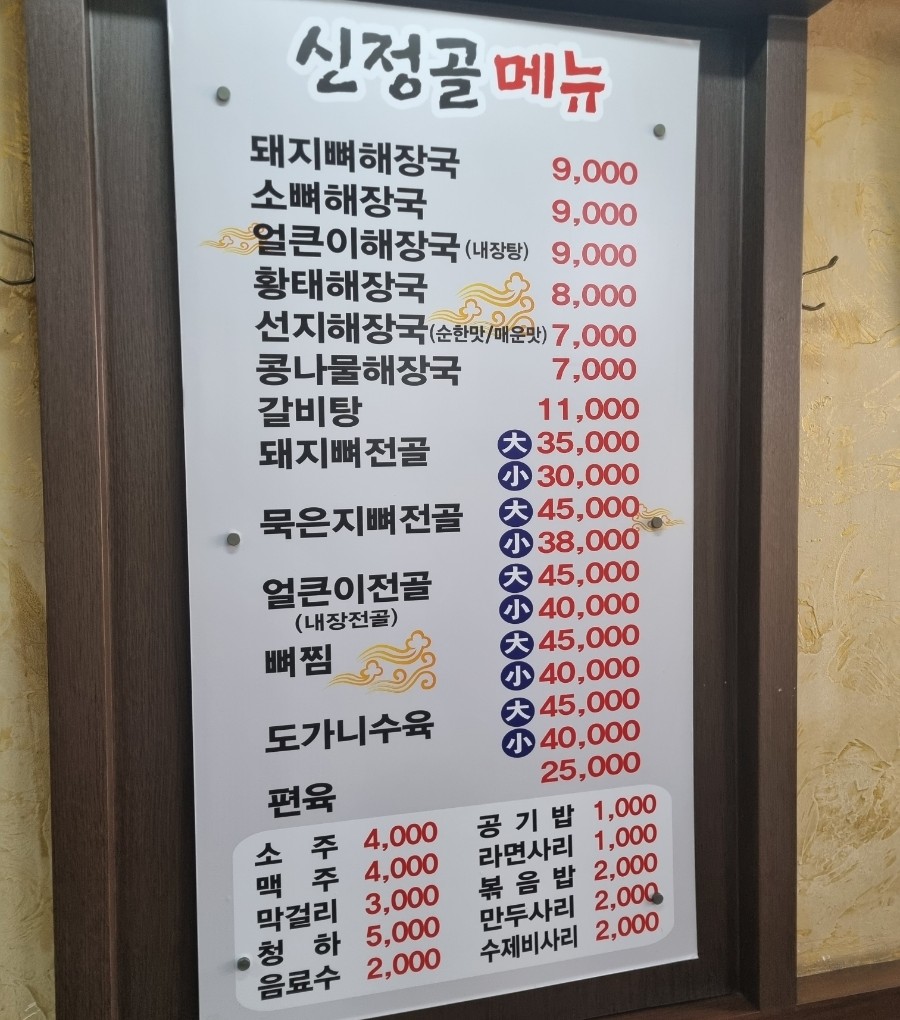 신정골 메뉴
돼지뼈해장국 9,000
소뼈해장국 9,000
얼큰이해장국 (내장탕) 9,000
황태해장국 8,000
선지해장국 (순한맛/매운맛) 7,000
콩나물해장국 7,000
갈비탕 11,000
돼지뼈전골 大 35,000
小 30,000
묵은지뼈전골 大 45,000
小 38,000
얼큰이전골 大 45,000
(내장전골) 小 40,000
뼈찜 大 45,000
小 40,000
도가니수육 大 45,000
小 40,000
편육 25,000
소주 4,000
맥주 4,000
막걸리 3,000
청하 5,000
음료수 2,000
공기밥 1,000
라면사리 1,000
볶음밥 2,000
만두사리 2,000
수제비사리 2,000